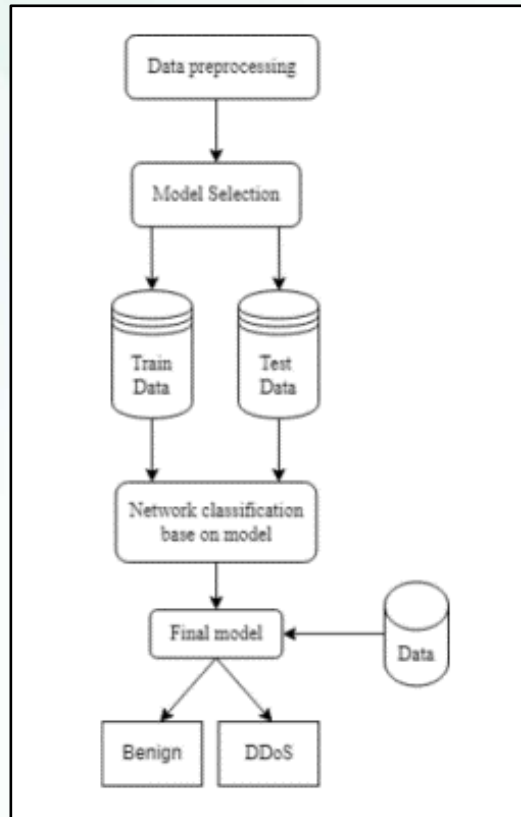 Data preprocessing
Model Selection
Train
Data
Test
Data
Network classification
base on model
Final model
Data
Benign
DDoS